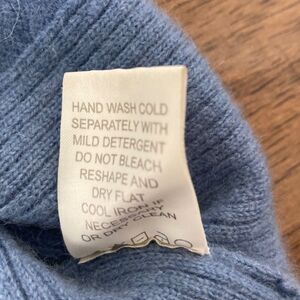 HAND WASH COLD
SEPARATELY WITH
MILD DETERGENT
DO NOT BLEACH
RESHAPE AND
DRY FLAT
COOL IRON IF
NECESSARY
OR DRY CLEAN